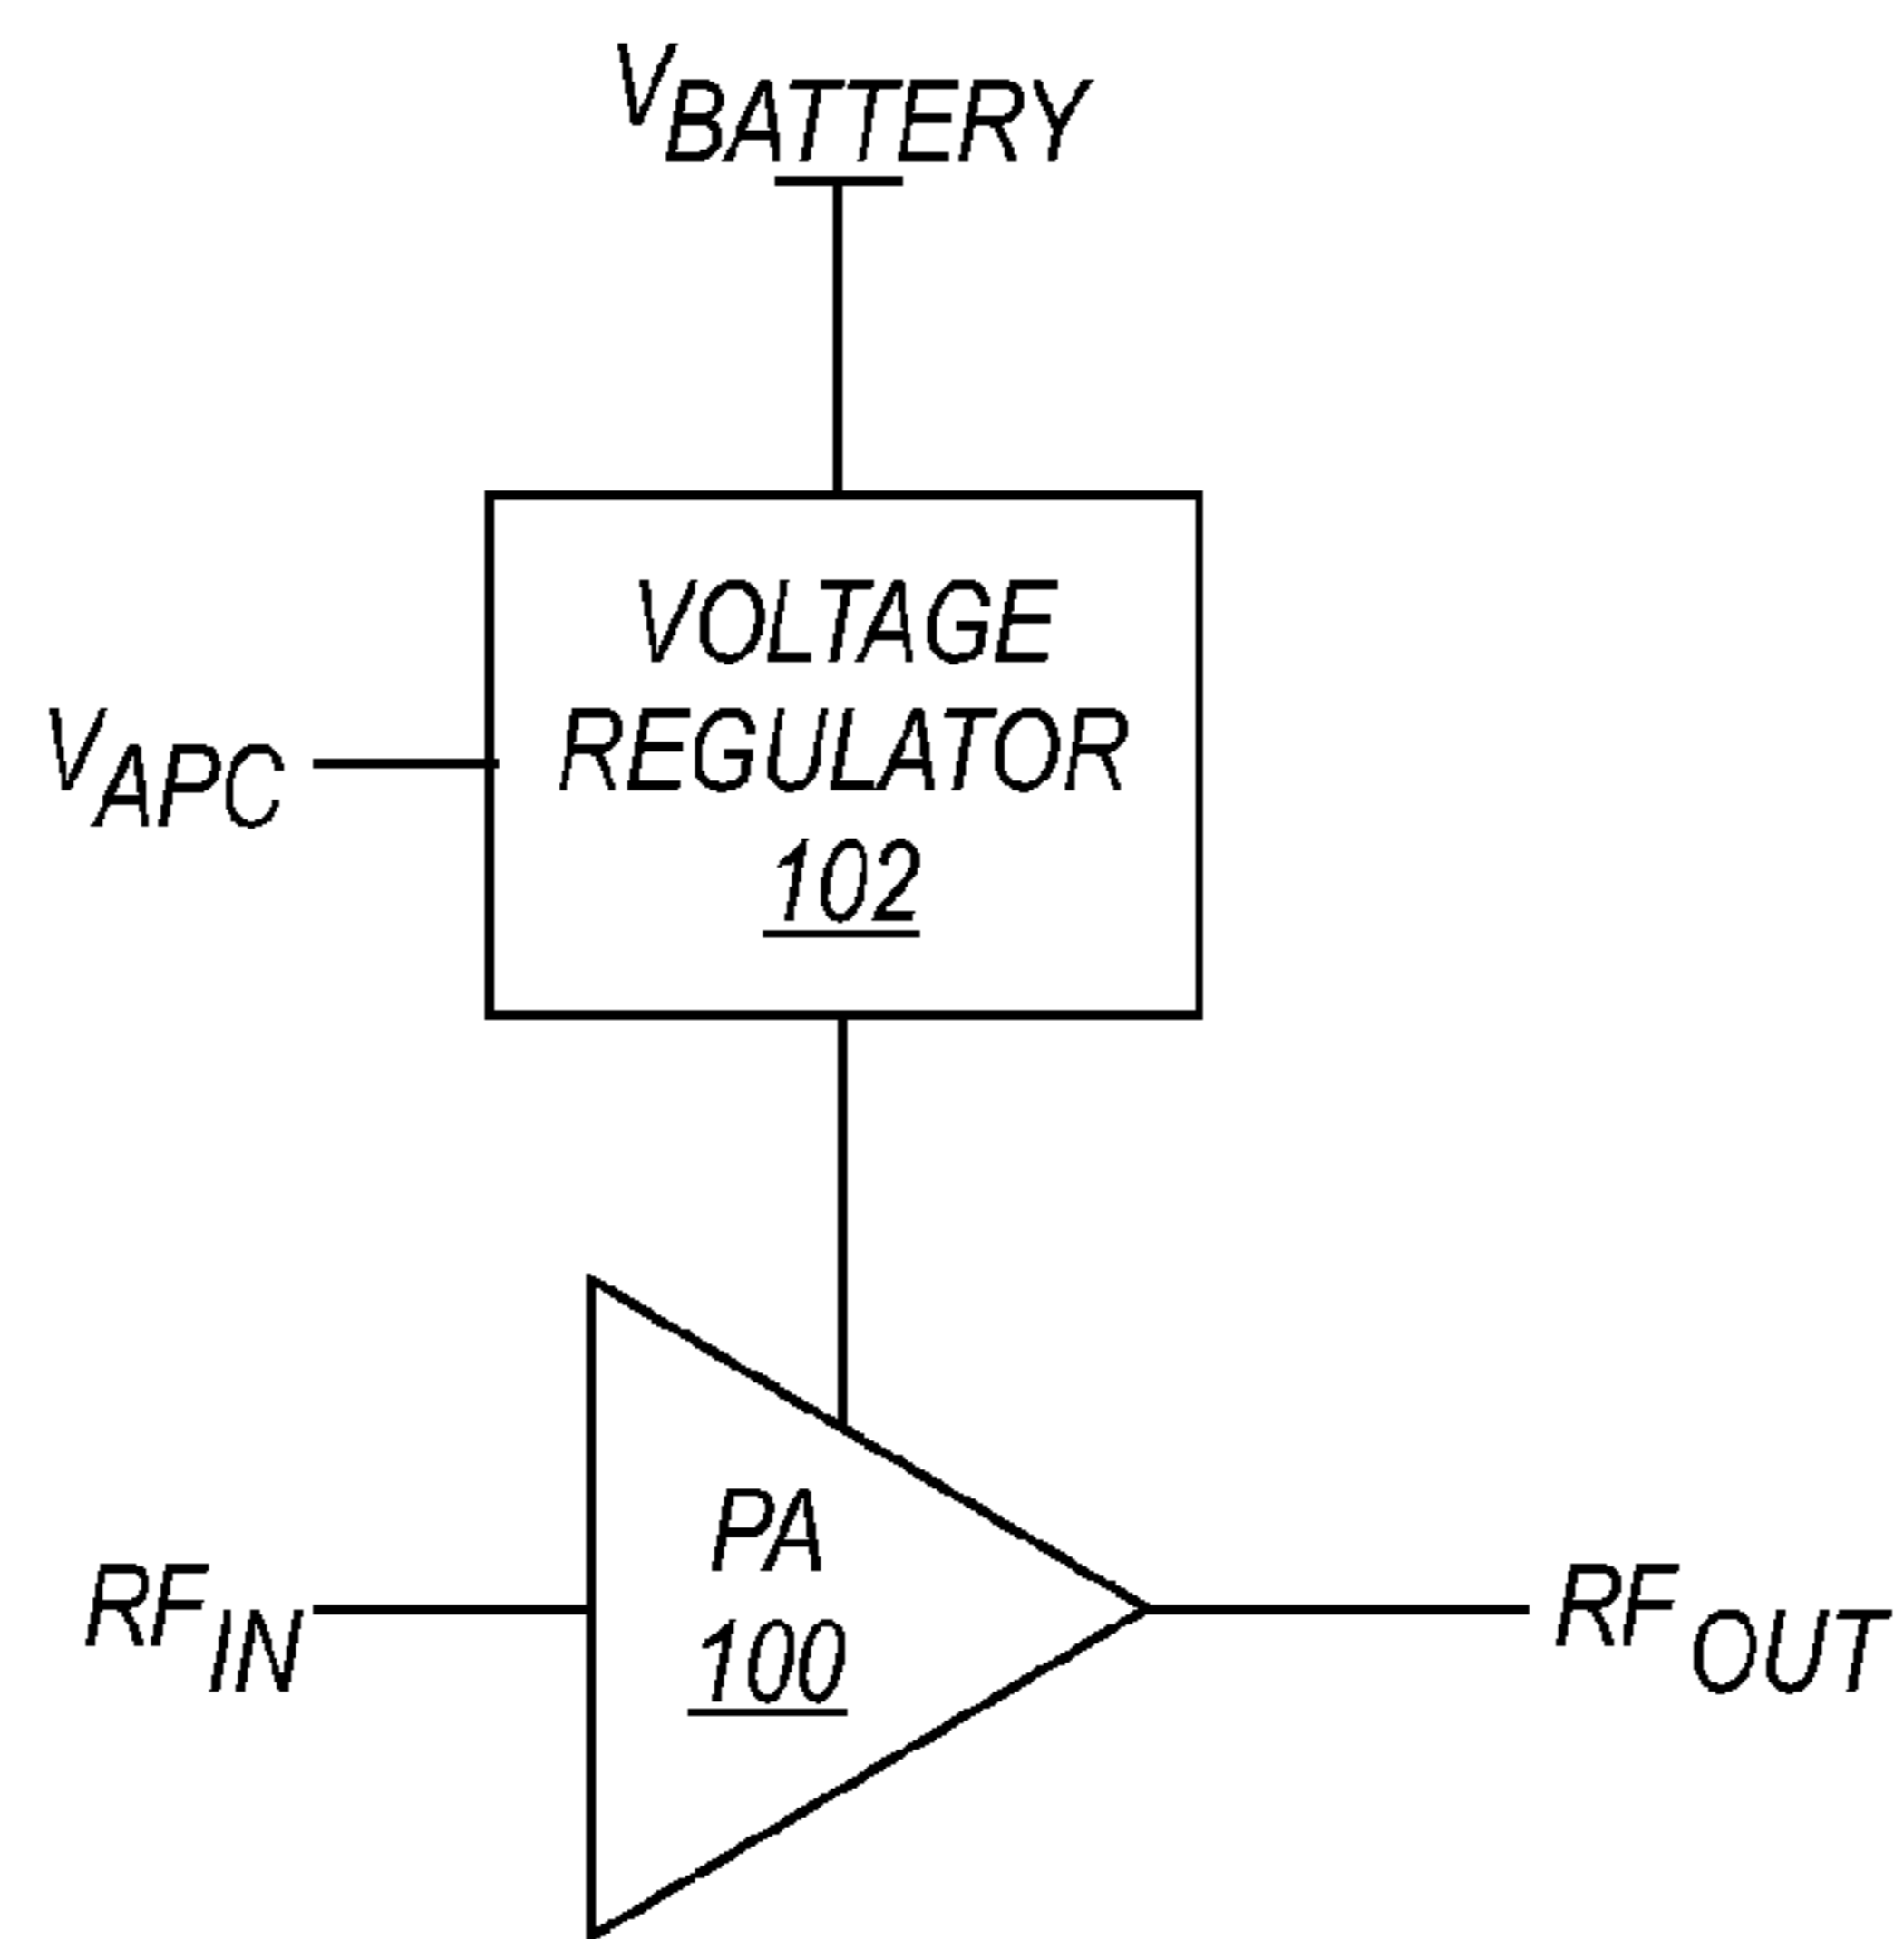 VBATTERY
VOLTAGE
REGULATOR
102
VAPC
PA
100
RFIN
RFOUT